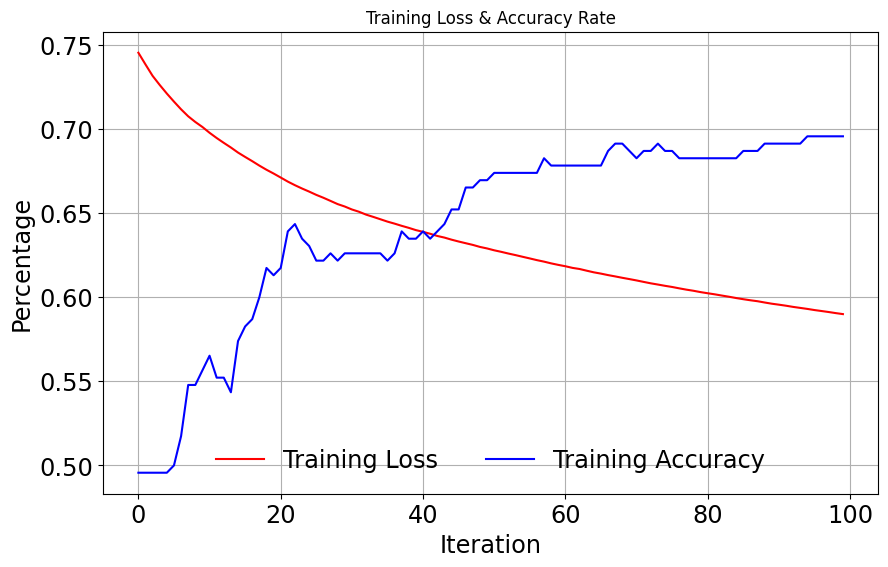 Training Loss & Accuracy Rate
0.75
0.70
0.65
0.60
0.55
0.50
Percentage
Training Loss Training Accuracy
0 20 40 60 80 100
Iteration